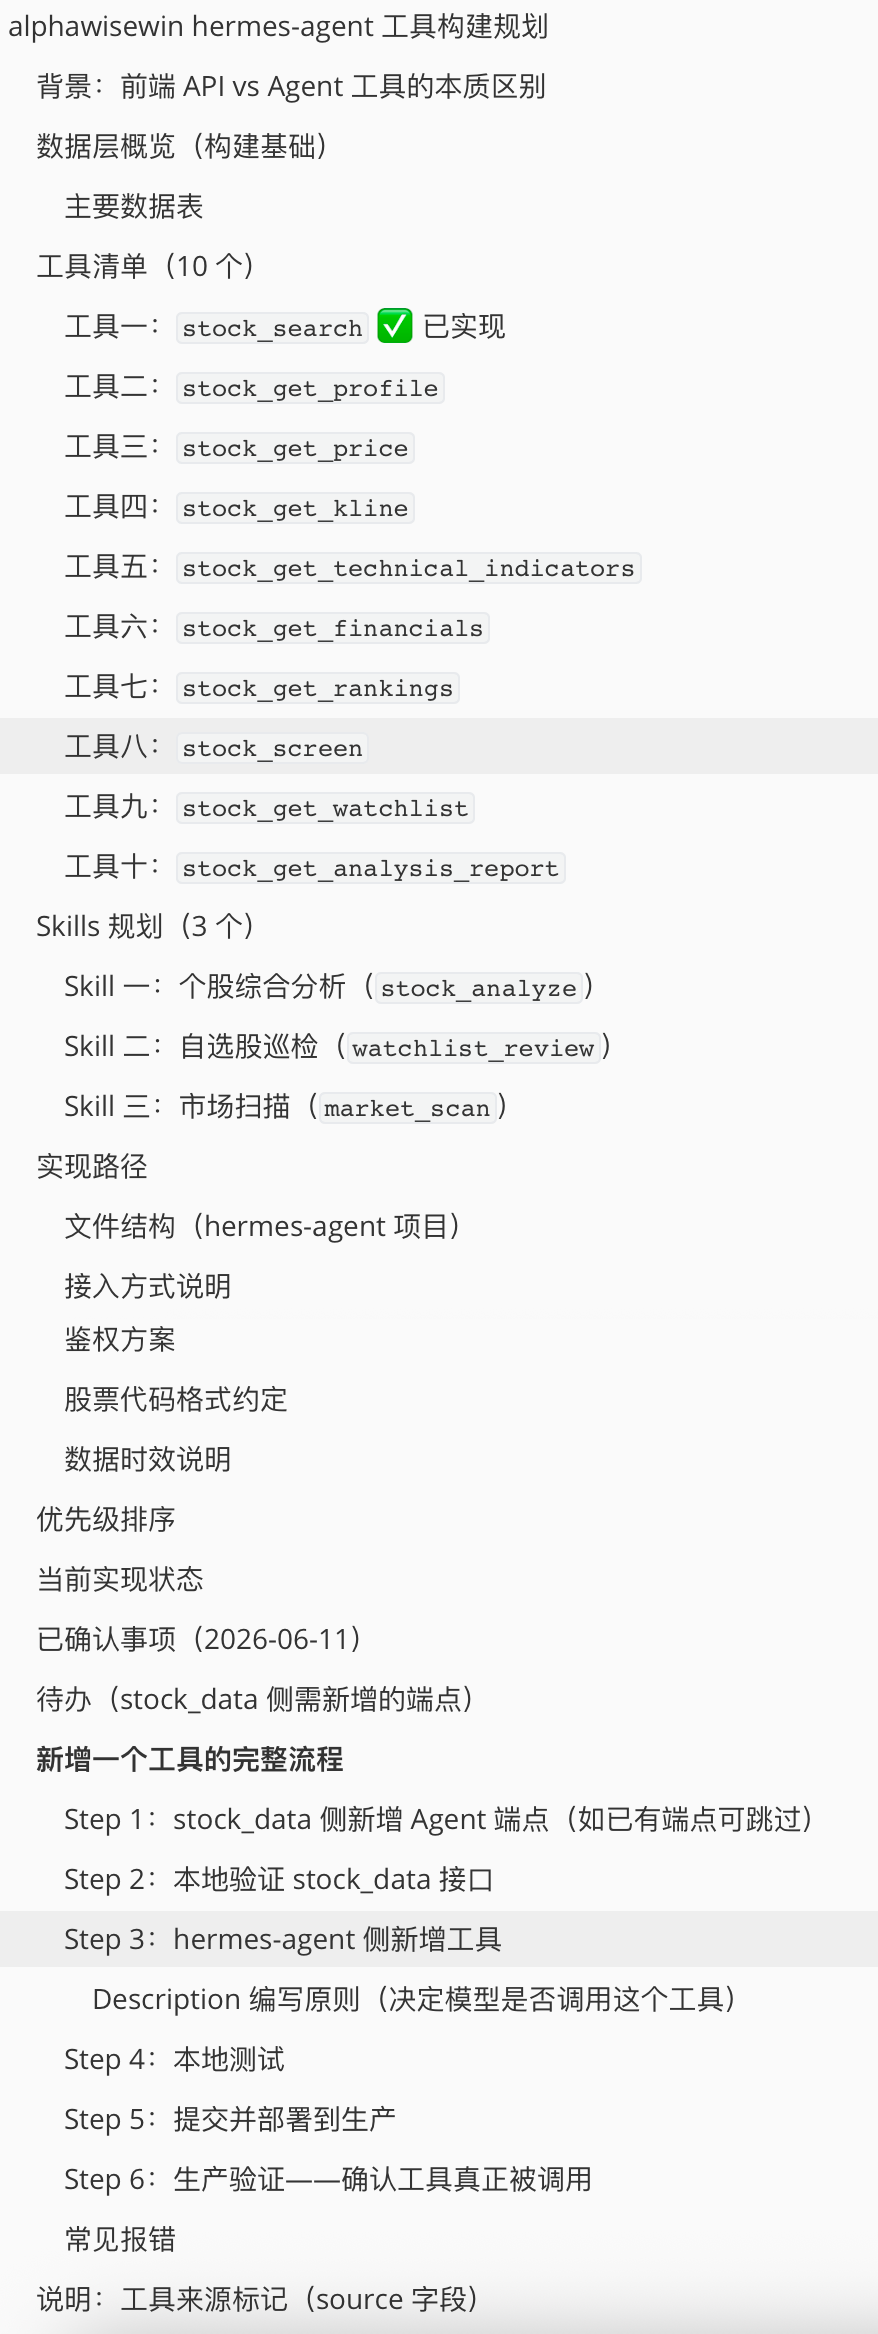 alphawisewin hermes-agent 工具构建规划
背景：前端 API vs Agent 工具的本质区别
数据层概览（构建基础）
主要数据表
工具清单（10 个）
工具一：stock_search ✅ 已实现
工具二：stock_get_profile
工具三：stock_get_price
工具四：stock_get_kline
工具五：stock_get_technical_indicators
工具六：stock_get_financials
工具七：stock_get_rankings
工具八：stock_screen
工具九：stock_get_watchlist
工具十：stock_get_analysis_report
Skills 规划（3 个）
Skill 一：个股综合分析（stock_analyze）
Skill 二：自选股巡检（watchlist_review）
Skill 三：市场扫描（market_scan）
实现路径
文件结构（hermes-agent 项目）
接入方式说明
鉴权方案
股票代码格式约定
数据时效说明
优先级排序
当前实现状态
已确认事项（2026-06-11）
待办（stock_data 侧需新增的端点）
新增一个工具的完整流程
Step 1：stock_data 侧新增 Agent 端点（如已有端点可跳过）
Step 2：本地验证 stock_data 接口
Step 3：hermes-agent 侧新增工具
Description 编写原则（决定模型是否调用这个工具）
Step 4：本地测试
Step 5：提交并部署到生产
Step 6：生产验证——确认工具真正被调用
常见报错
说明：工具来源标记（source 字段）